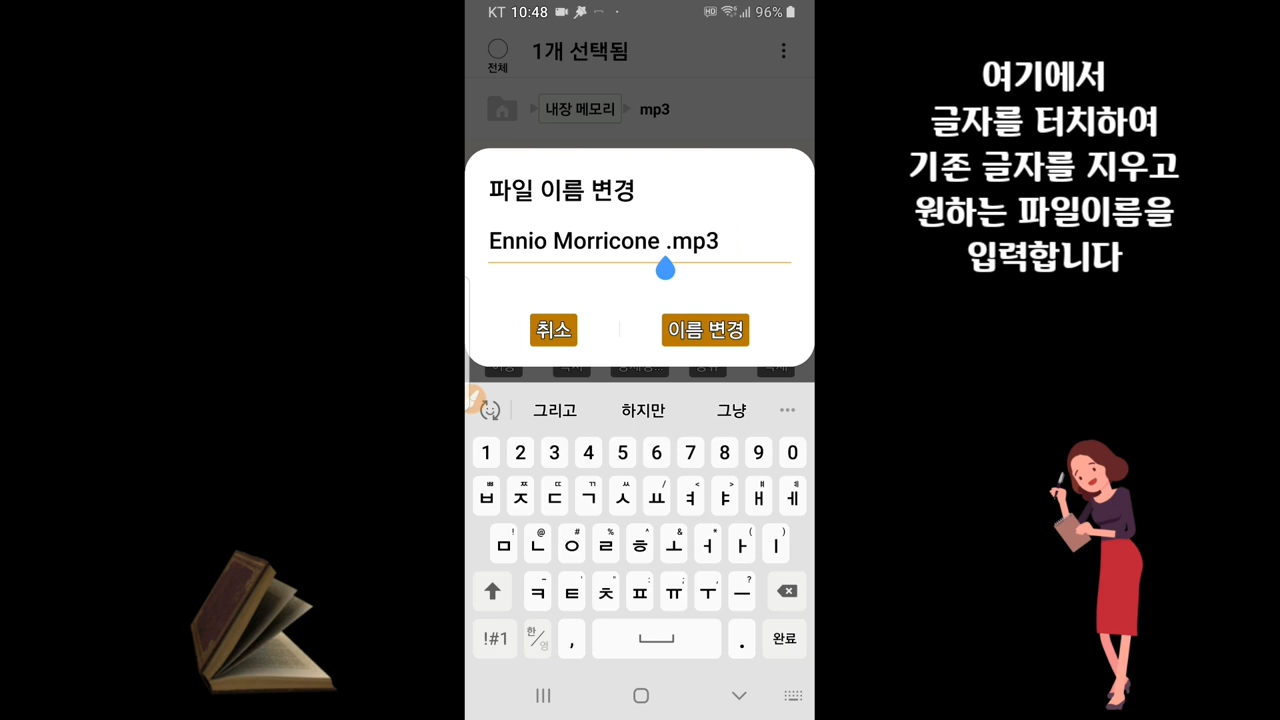 KT 10:48 96%
전체
1개 선택됨
내장 메모리
mp3
파일 이름 변경
Ennio Morricone .mp3
취소
이름 변경
그리고
하지만
그냥
1 2 3 4 5 6 7 8 9 0
ㅂ ㅈ ㄷ ㄱ ㅅ ㅛ ㅕ ㅑ ㅐ ㅔ
ㅁ ㄴ ㅇ ㄹ ㅎ ㅗ ㅓ ㅏ ㅣ
ㅋ ㅌ ㅊ ㅍ ㅠ ㅜ ㅡ
!#1 한/영 , . 완료
여기에서
글자를 터치하여
기존 글자를 지우고
원하는 파일이름을
입력합니다